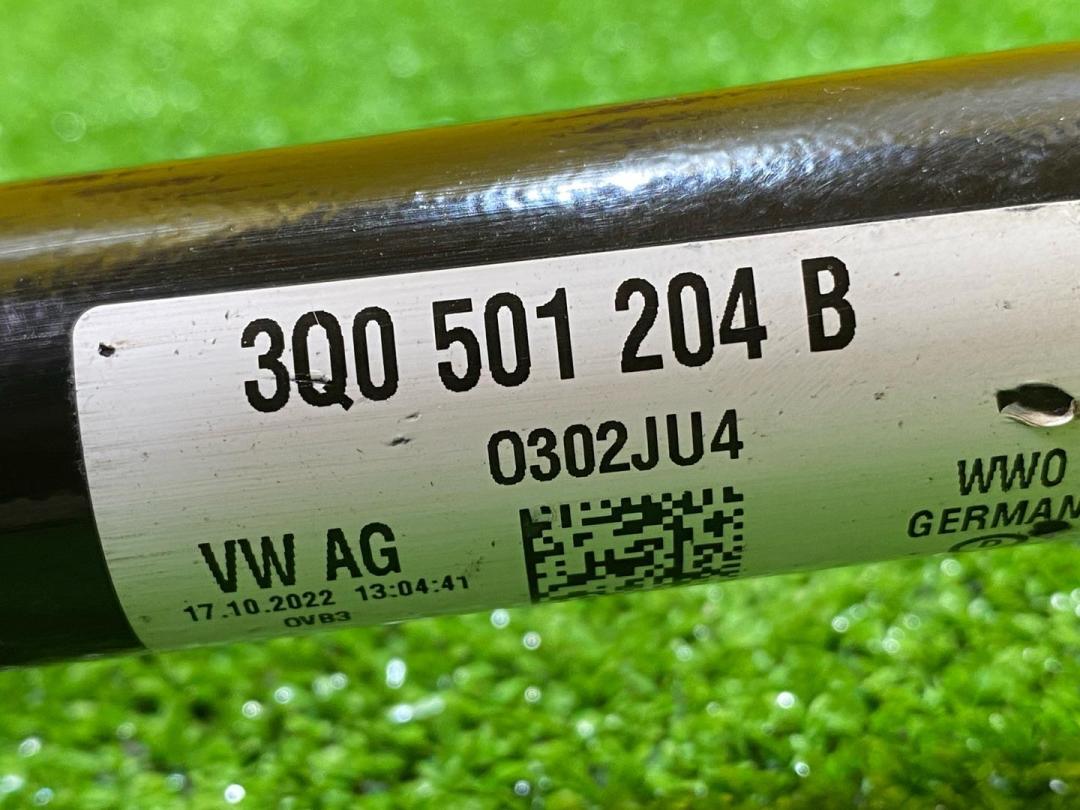 3Q0 501 204 B
0302JU4
VW AG
17.10.2022 13:04:41
OVB3
WWO
GERMAN